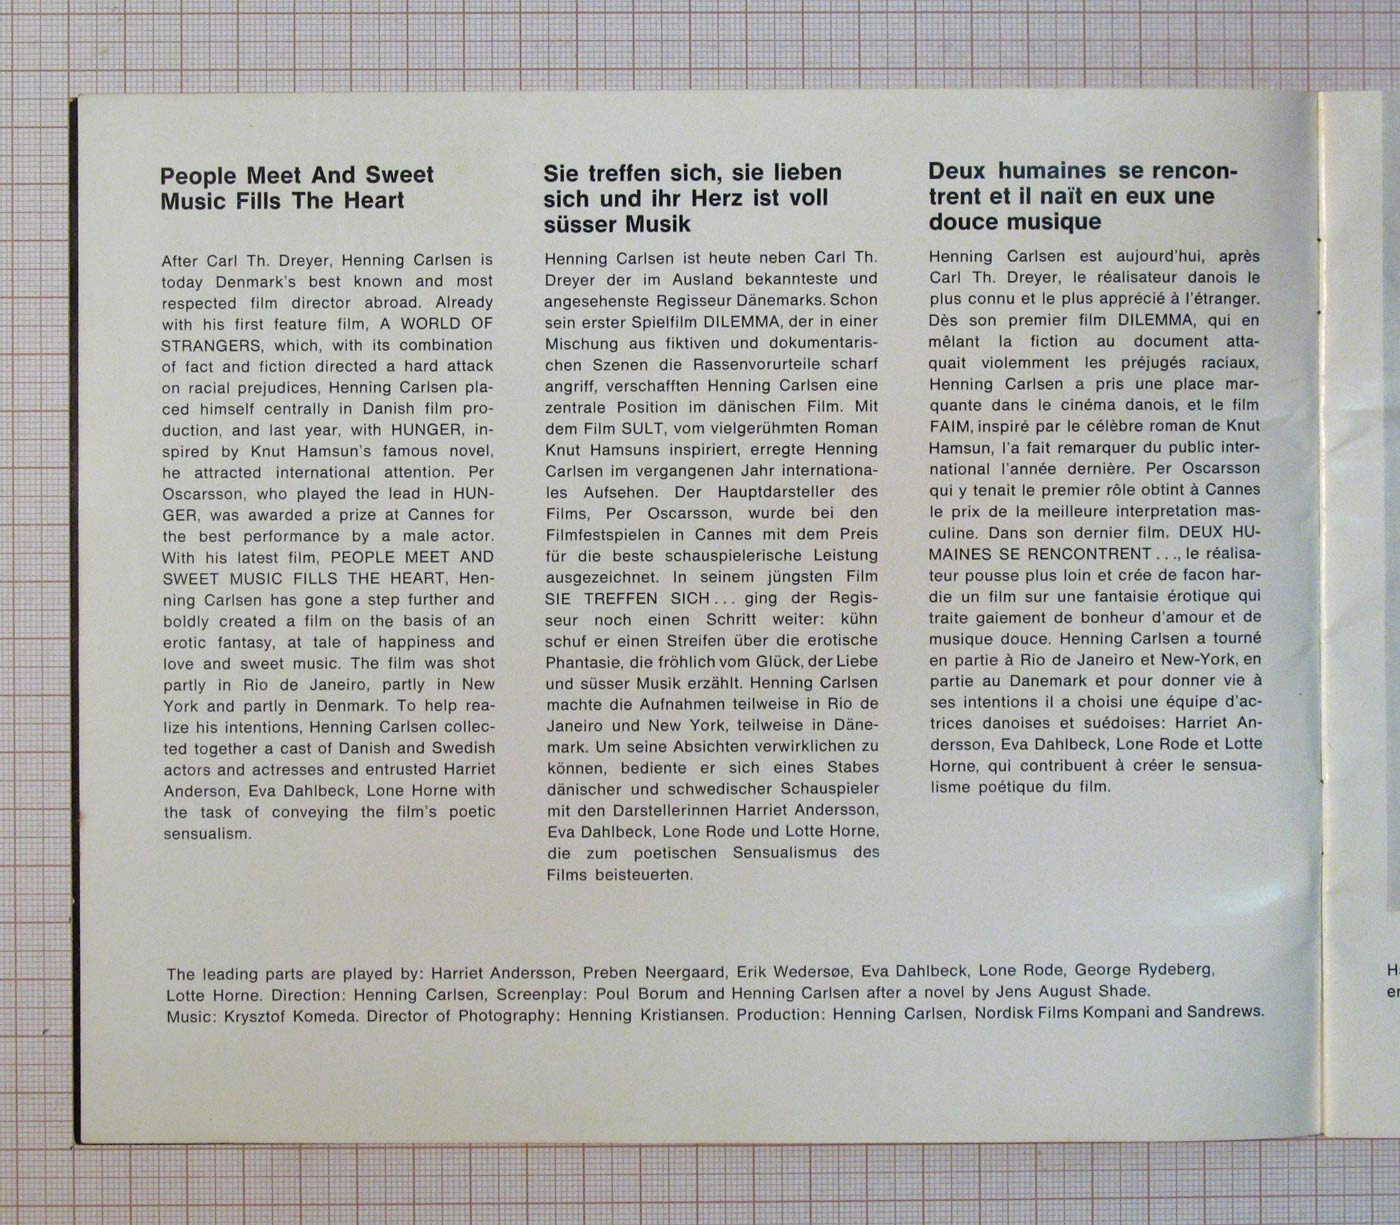 People Meet And Sweet
Music Fills The Heart
After Carl Th. Dreyer, Henning Carlsen is
today Denmark's best known and most
respected film director abroad. Already
with his first feature film, A WORLD OF
STRANGERS, which, with its combination
of fact and fiction directed a hard attack
on racial prejudices, Henning Carlsen pla-
ced himself centrally in Danish film pro-
duction, and last year, with HUNGER, in-
spired by Knut Hamsun's famous novel,
he attracted international attention. Per
Oscarsson, who played the lead in HUN-
GER, was awarded a prize at Cannes for
the best performance by a male actor.
With his latest film, PEOPLE MEET AND
SWEET MUSIC FILLS THE HEART, Hen-
ning Carlsen has gone a step further and
boldly created a film on the basis of an
erotic fantasy, at tale of happiness and
love and sweet music. The film was shot
partly in Rio de Janeiro, partly in New
York and partly in Denmark. To help rea-
lize his intentions, Henning Carlsen collec-
ted together a cast of Danish and Swedish
actors and actresses and entrusted Harriet
Anderson, Eva Dahlbeck, Lone Horne with
the task of conveying the film's poetic
sensualism.
Sie treffen sich, sie lieben
sich und ihr Herz ist voll
süsser Musik
Henning Carlsen ist heute neben Carl Th.
Dreyer der im Ausland bekannteste und
angesehenste Regisseur Dänemarks. Schon
sein erster Spielfilm DILEMMA, der in einer
Mischung aus fiktiven und dokumentaris-
chen Szenen die Rassenvorurteile scharf
angriff, verschafften Henning Carlsen eine
zentrale Position im dänischen Film. Mit
dem Film SULT, vom vielgerühmten Roman
Knut Hamsuns inspiriert, erregte Henning
Carlsen im vergangenen Jahr internationa-
les Aufsehen. Der Hauptdarsteller des
Films, Per Oscarsson, wurde bei den
Filmfestspielen in Cannes mit dem Preis
für die beste schauspielerische Leistung
ausgezeichnet. In seinem jüngsten Film
SIE TREFFEN SICH... ging der Regis-
seur noch einen Schritt weiter: kühn
schuf er einen Streifen über die erotische
Phantasie, die fröhlich vom Glück, der Liebe
und süsser Musik erzählt. Henning Carlsen
machte die Aufnahmen teilweise in Rio de
Janeiro und New York, teilweise in Däne-
mark. Um seine Absichten verwirklichen zu
können, bediente er sich eines Stabes
dänischer und schwedischer Schauspieler
mit den Darstellerinnen Harriet Andersson,
Eva Dahlbeck, Lone Rode und Lotte Horne,
die zum poetischen Sensualismus des
Films beisteuerten.
Deux humaines se rencon-
trent et il naït en eux une
douce musique
Henning Carlsen est aujourd'hui, après
Carl Th. Dreyer, le réalisateur danois le
plus connu et le plus apprécié à l'étranger.
Dès son premier film DILEMMA, qui en
mêlant la fiction au document atta-
quait violemment les préjugés raciaux,
Henning Carlsen a pris une place mar-
quante dans le cinéma danois, et le film
FAIM, inspiré par le célèbre roman de Knut
Hamsun, l'a fait remarquer du public inter-
national l'année dernière. Per Oscarsson
qui y tenait le premier rôle obtint à Cannes
le prix de la meilleure interpretation mas-
culine. Dans son dernier film, DEUX HU-
MAINES SE RENCONTRENT..., le réalisa-
teur pousse plus loin et crée de facon har-
die un film sur une fantaisie érotique qui
traite gaiement de bonheur d'amour et de
musique douce. Henning Carlsen a tourné
en partie à Rio de Janeiro et New-York, en
partie au Danemark et pour donner vie à
ses intentions il a choisi une équipe d'ac-
trices danoises et suédoises: Harriet An-
dersson, Eva Dahlbeck, Lone Rode et Lotte
Horne, qui contribuent à créer le sensua-
lisme poétique du film.
The leading parts are played by: Harriet Andersson, Preben Neergaard, Erik Wedersøe, Eva Dahlbeck, Lone Rode, George Rydeberg,
Lotte Horne. Direction: Henning Carlsen, Screenplay: Poul Borum and Henning Carlsen after a novel by Jens August Shade.
Music: Krysztof Komeda. Director of Photography: Henning Kristiansen. Production: Henning Carlsen, Nordisk Films Kompani and Sandrews.